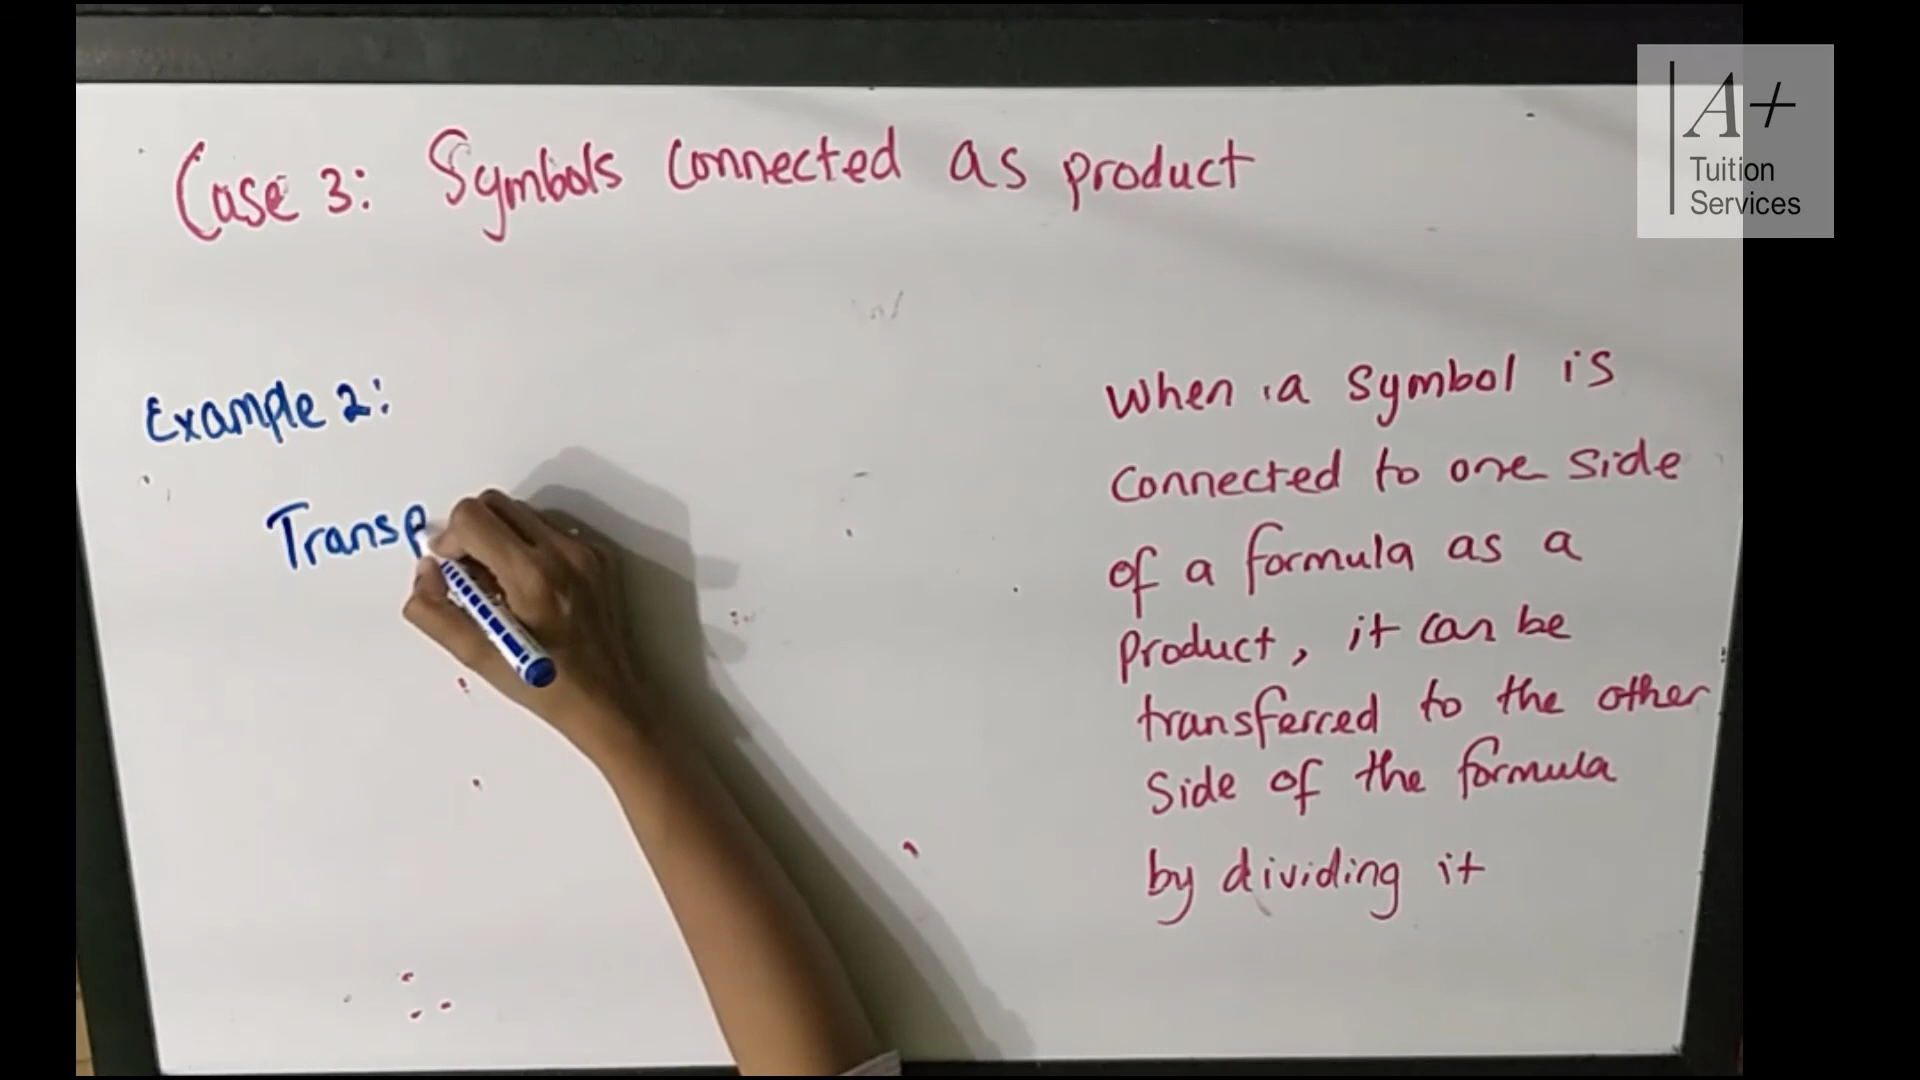 Case 3: Symbols connected as product
A+
Tuition
Services
Example 2:
Transp
When a symbol is
connected to one side
of a formula as a
product, it can be
transferred to the other
side of the formula
by dividing it